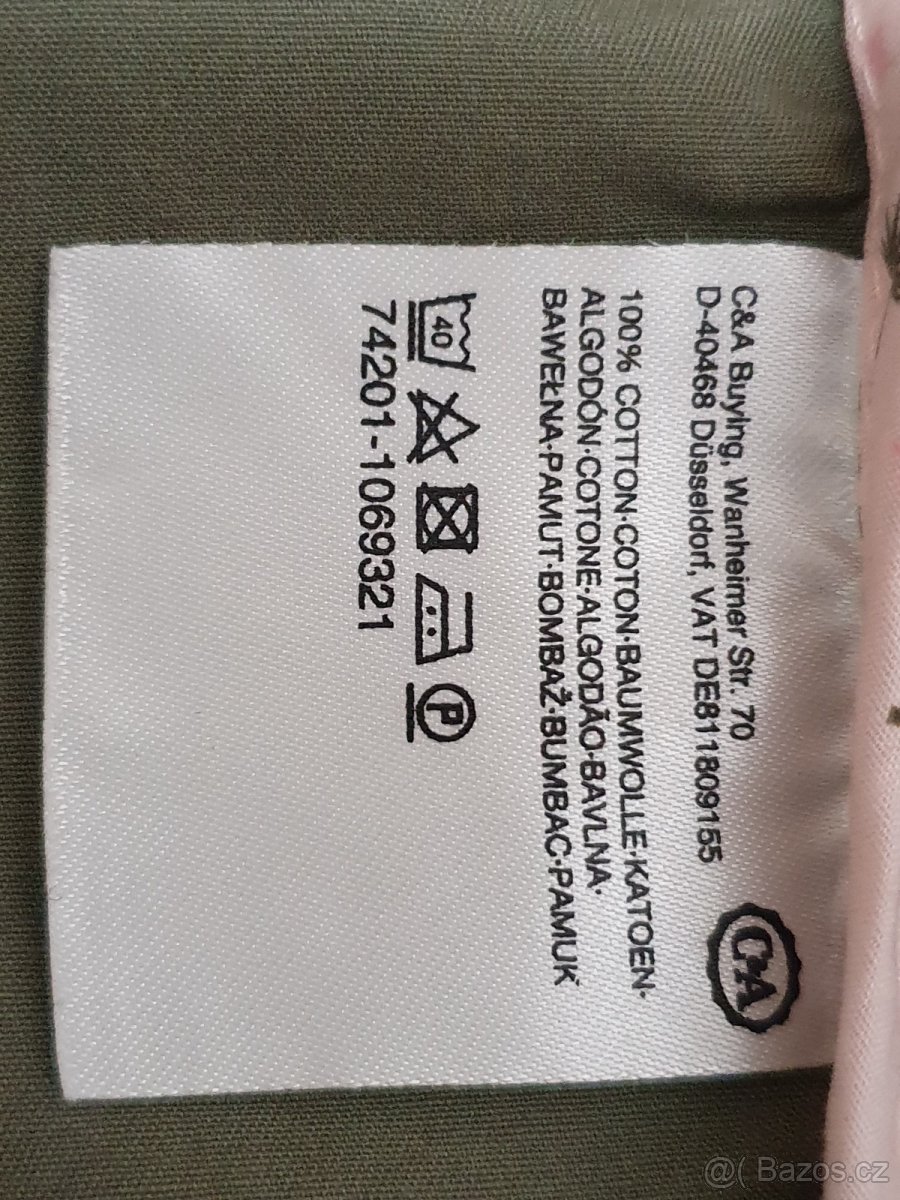 C&A Buying, Wanheimer Str. 70
D-40468 Düsseldorf, VAT DE811809155
C&A
100% COTTON·COTON·BAUMWOLLE·KATOEN·
ALGODÓN·COTONE·ALGODÃO·BAVLNA·
BAWEŁNA·PAMUT·BOMBAŽ·BUMBAC·PAMUK
40
P
74201-1069321
@( Bazos.cz